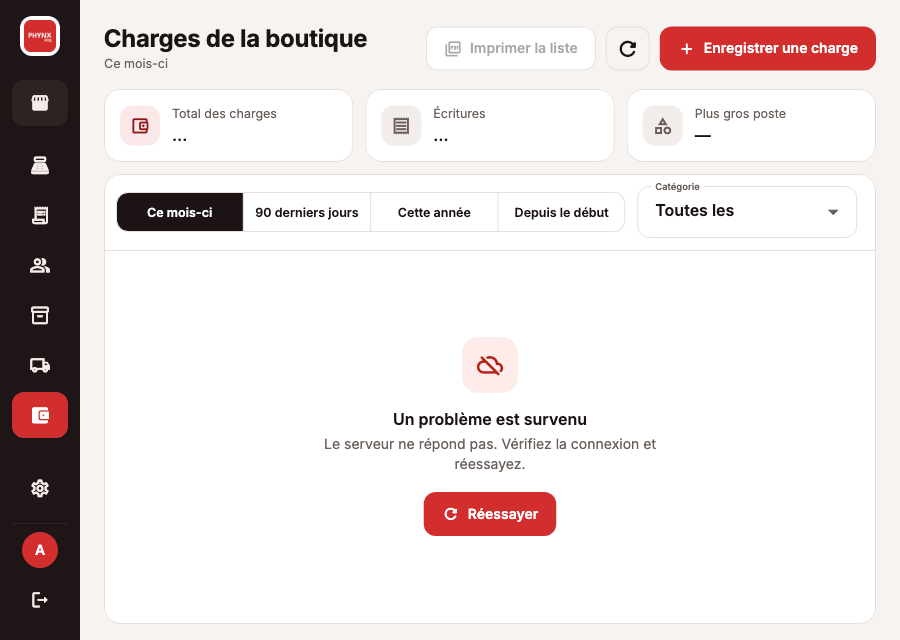 PHYNX
POS
Charges de la boutique
Ce mois-ci
Imprimer la liste
Enregistrer une charge
Total des charges
...
Écritures
...
Plus gros poste
—
Ce mois-ci
90 derniers jours
Cette année
Depuis le début
Catégorie
Toutes les
Un problème est survenu
Le serveur ne répond pas. Vérifiez la connexion et
réessayez.
Réessayer
A